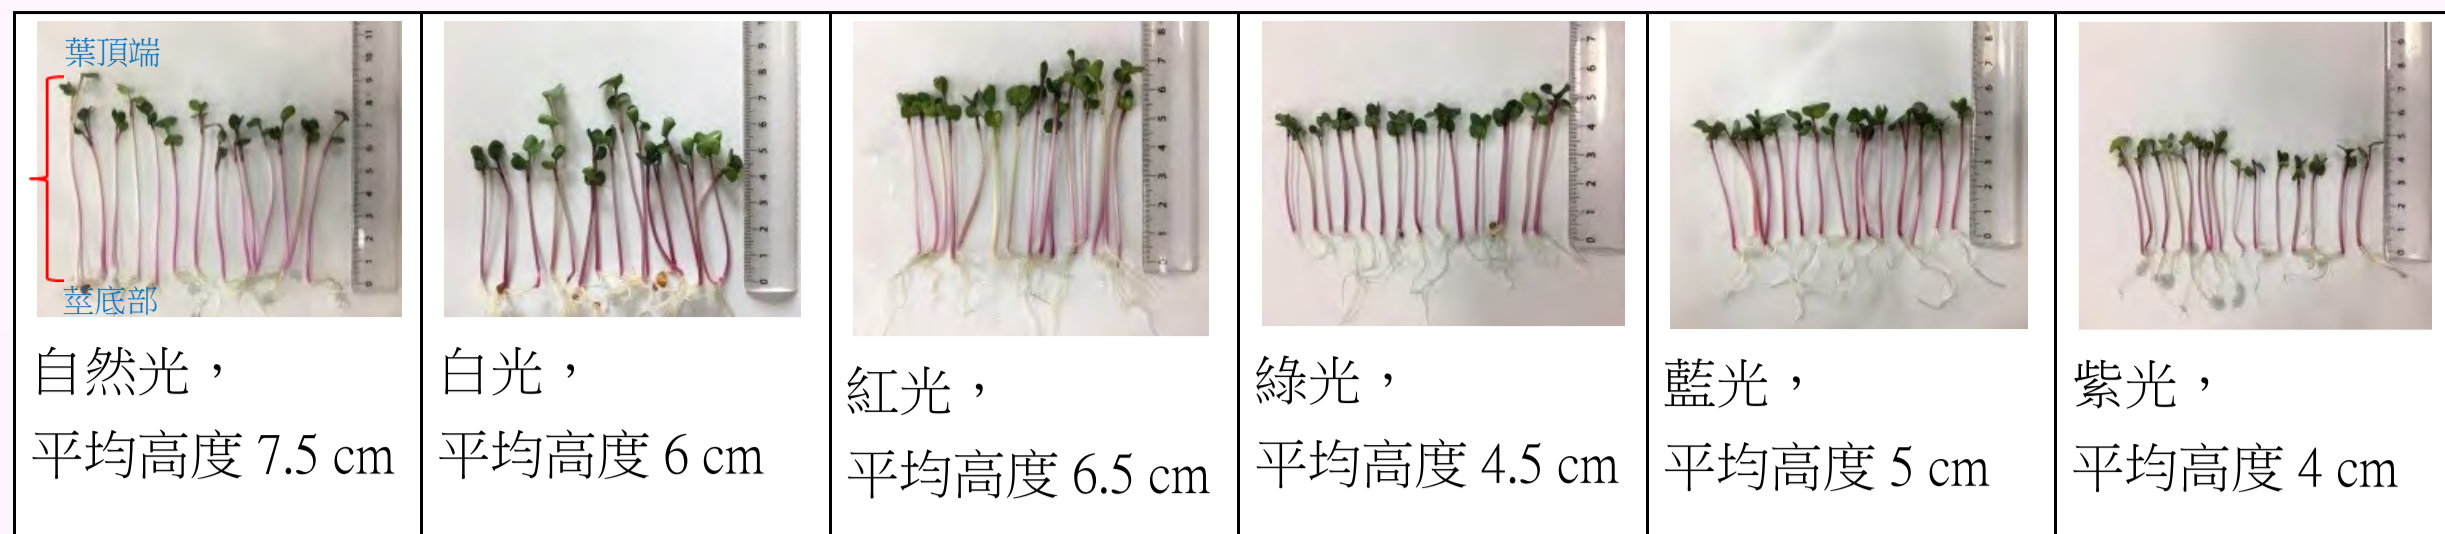 葉頂端
莖底部
自然光，
平均高度 7.5 cm
白光，
平均高度 6 cm
紅光，
平均高度 6.5 cm
綠光，
平均高度 4.5 cm
藍光，
平均高度 5 cm
紫光，
平均高度 4 cm